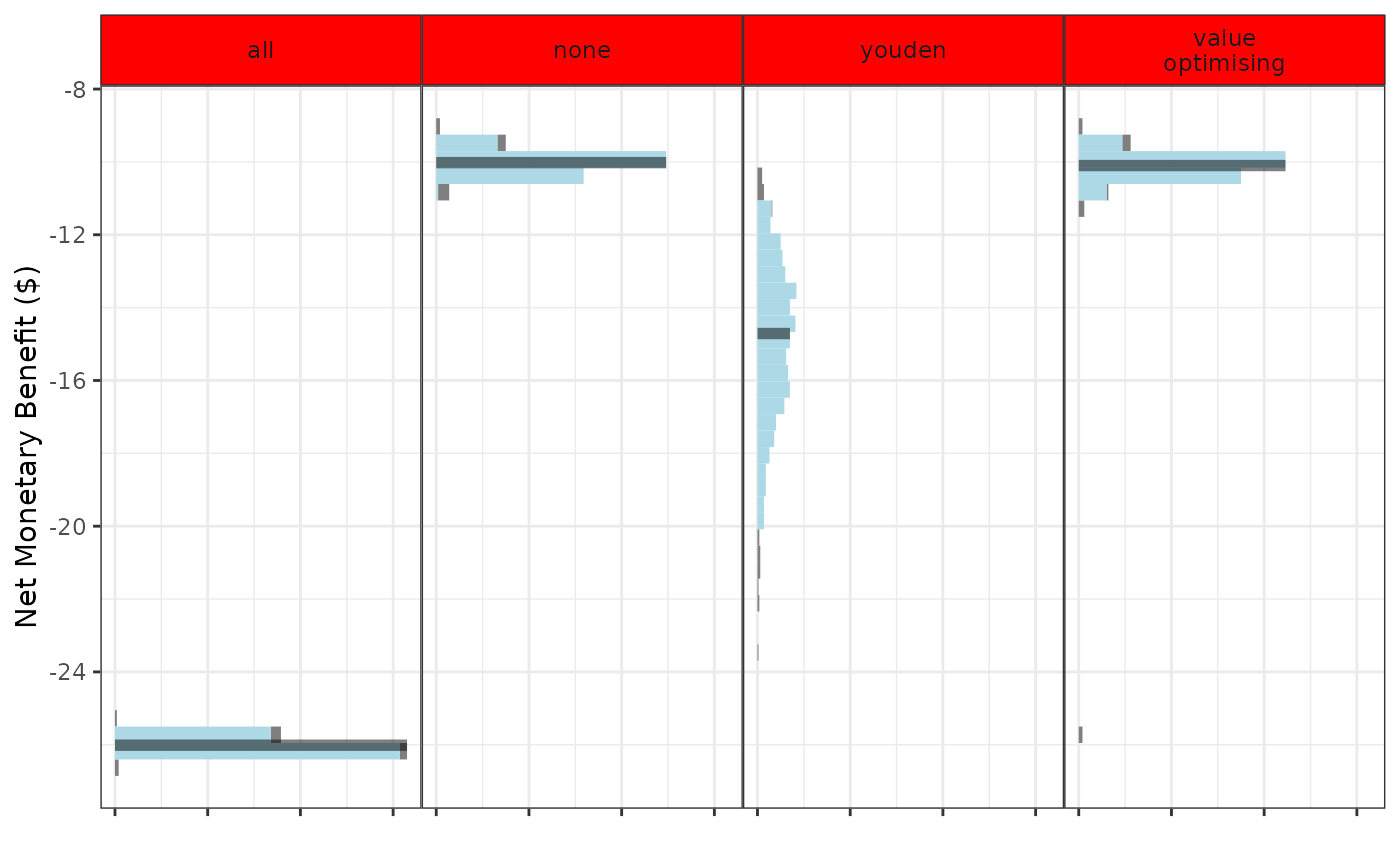 all
none
youden
value
optimising
Net Monetary Benefit ($)
-8
-12
-16
-20
-24